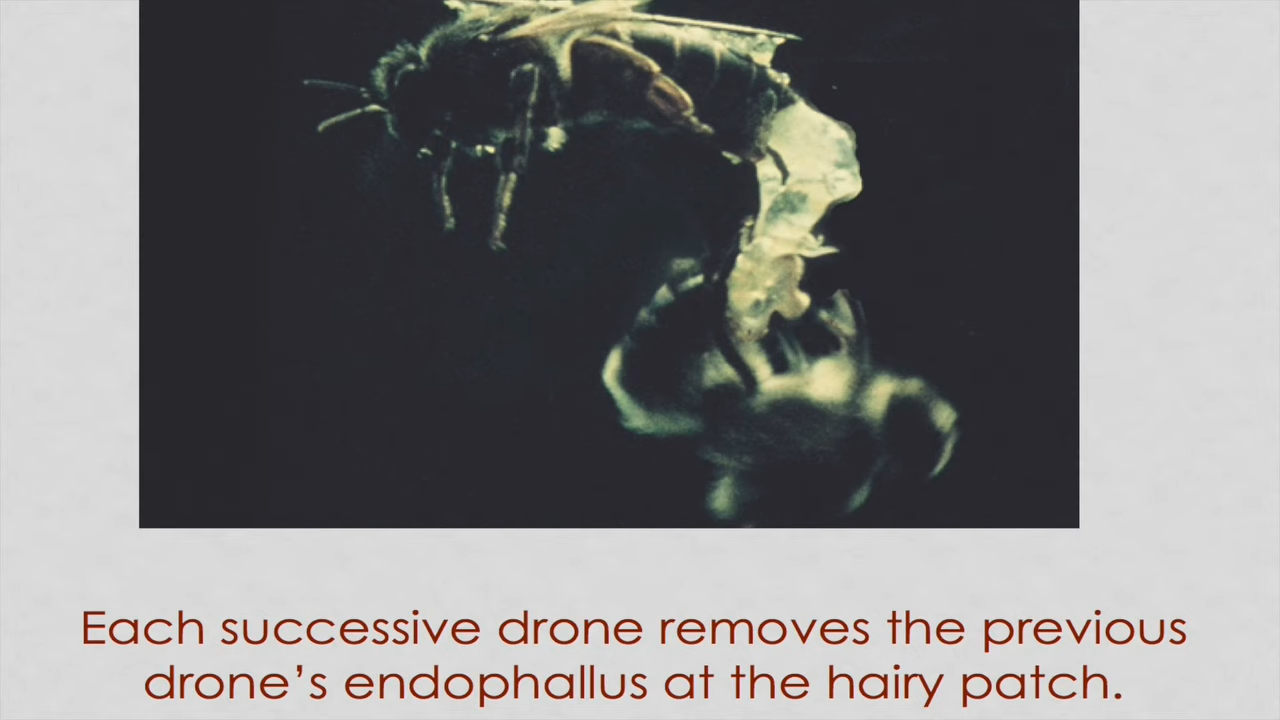 Each successive drone removes the previous
drone’s endophallus at the hairy patch.